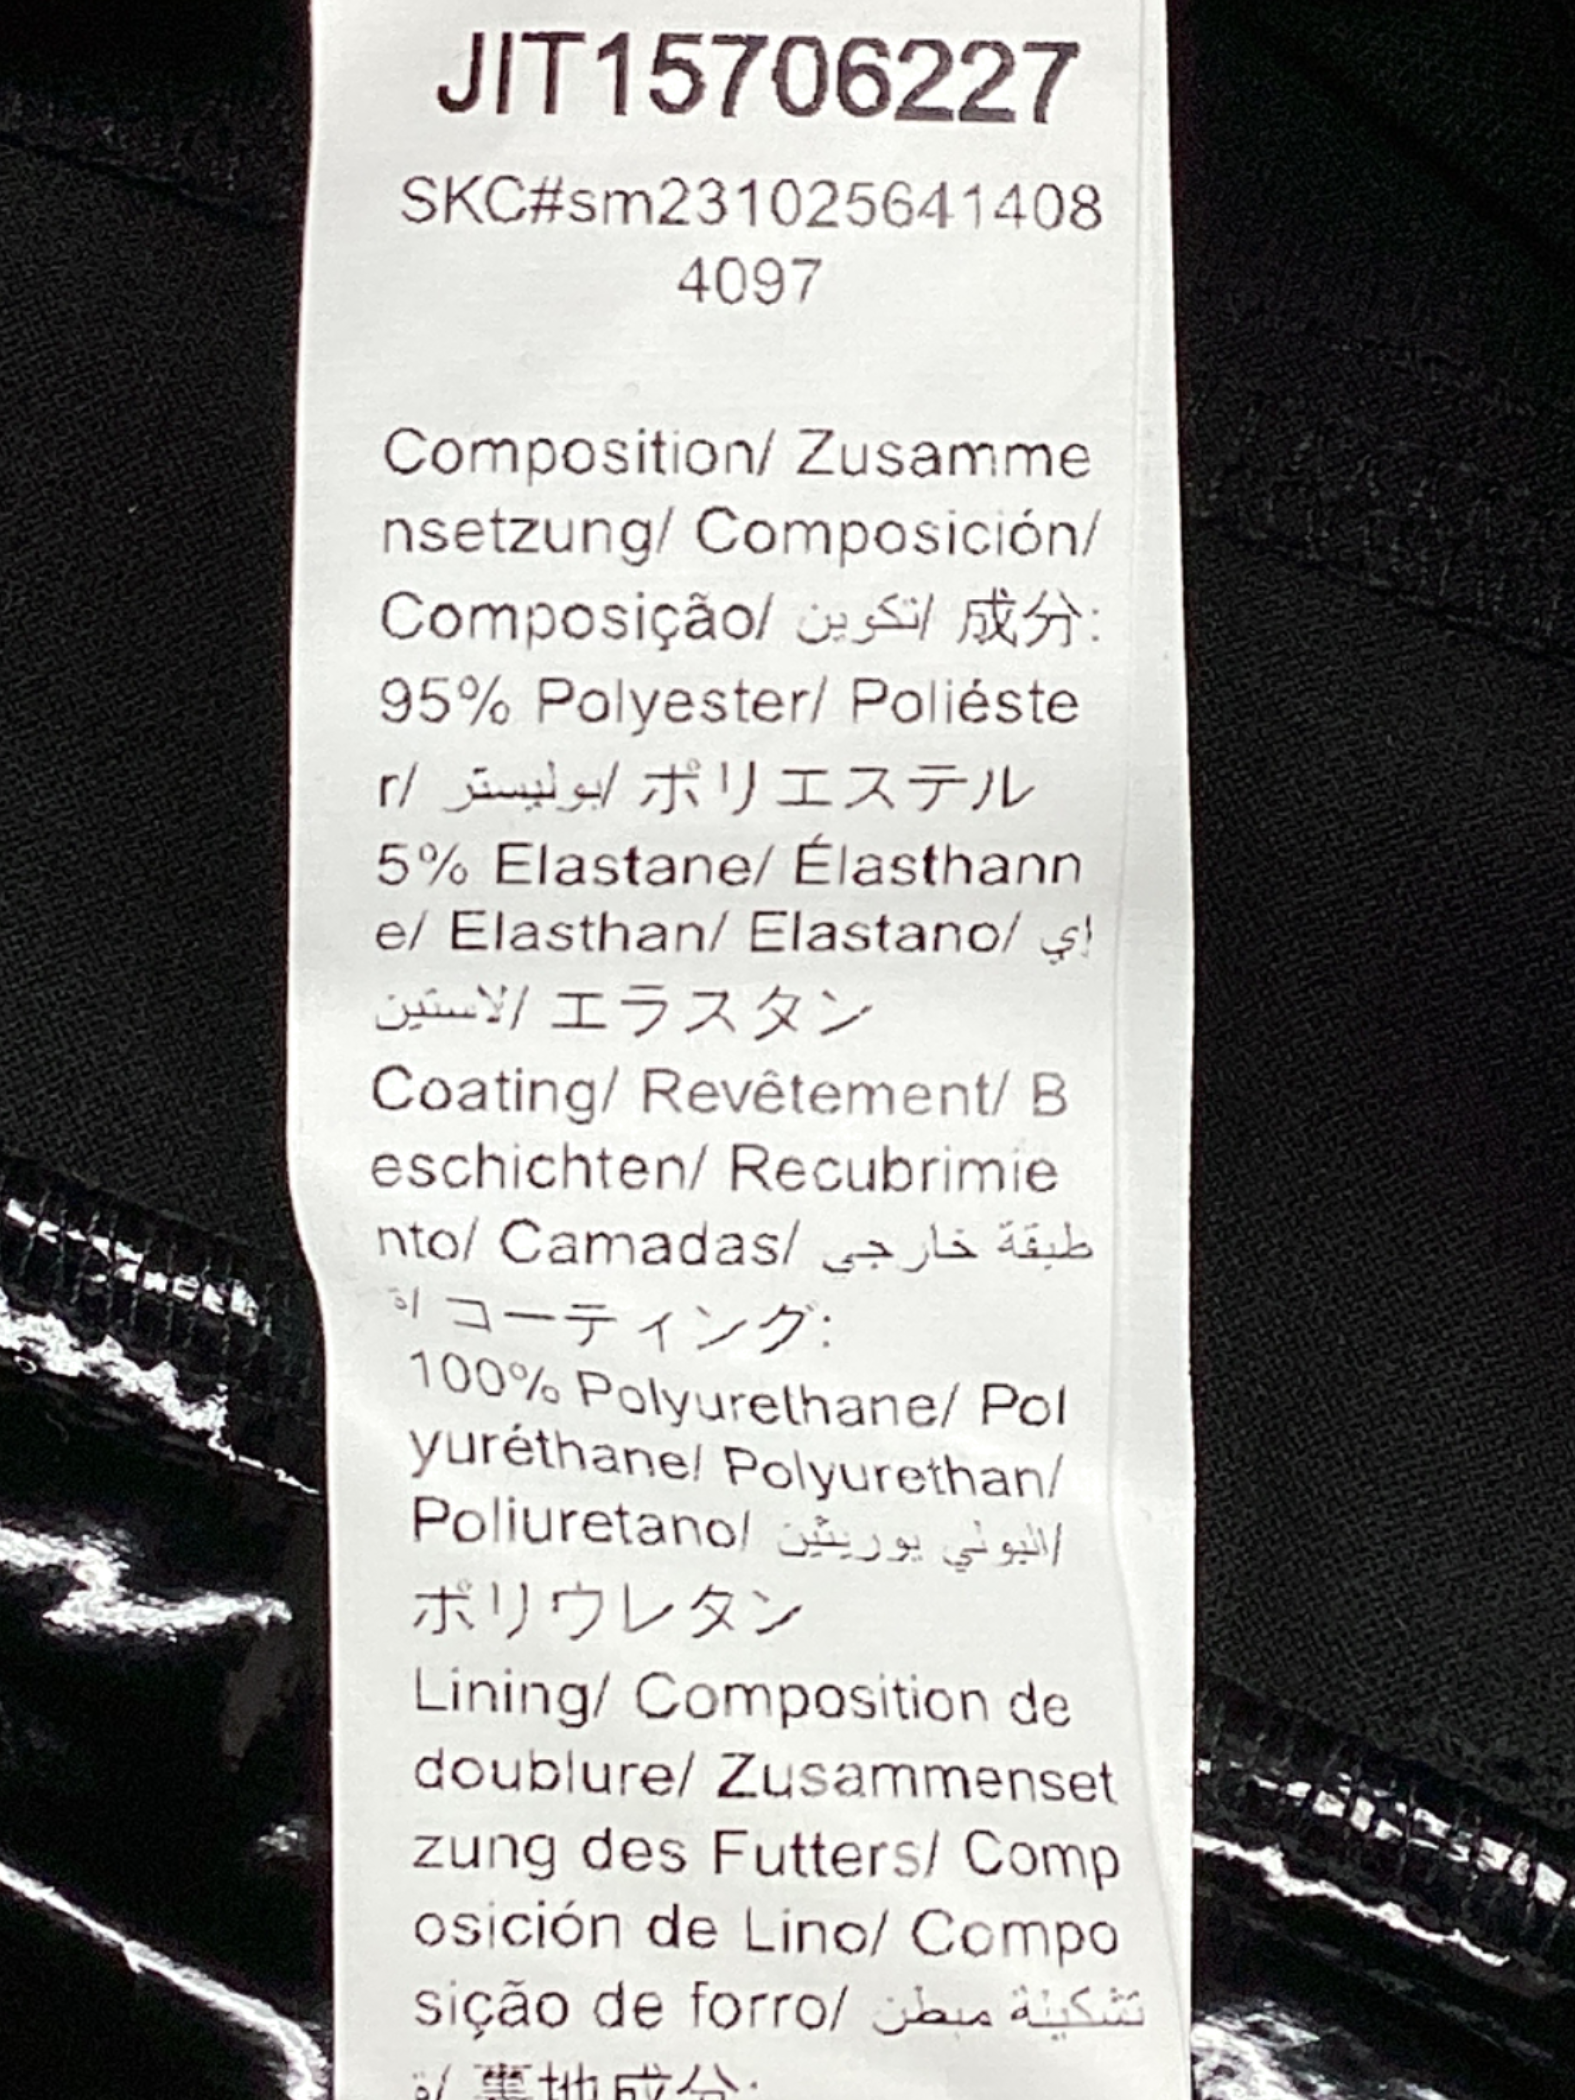 JIT15706227
SKC#sm231025641408
4097
Composition/ Zusamme
nsetzung/ Composición/
Composição/ تكوين/ 成分:
95% Polyester/ Poliéste
r/ بوليستر/ ポリエステル
5% Elastane/ Élasthann
e/ Elasthan/ Elastano/ إي
لاستين/ エラスタン
Coating/ Revêtement/ B
eschichten/ Recubrimie
nto/ Camadas/ طبقة خارجي
ة/ コーティング:
100% Polyurethane/ Pol
yuréthane/ Polyurethan/
Poliuretano/ البولي يوريثين/
ポリウレタン
Lining/ Composition de
doublure/ Zusammenset
zung des Futters/ Comp
osición de Lino/ Compo
sição de forro/ تشكيلة مبطن
ة/ 裏地成分: